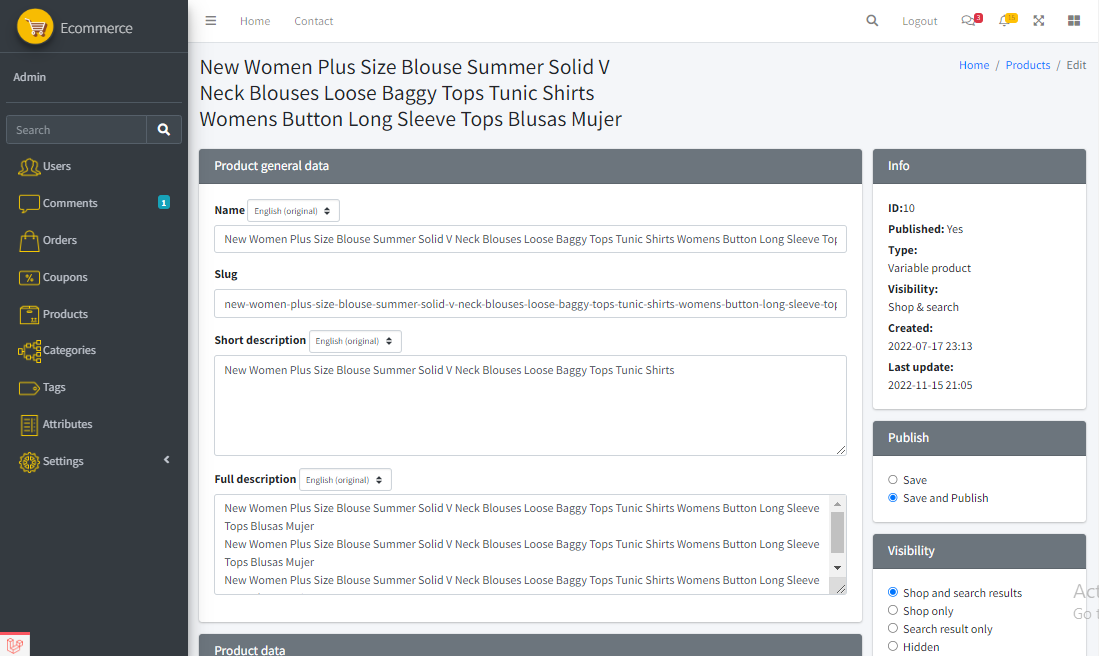 Ecommerce
Admin
Search
Users
Comments 1
Orders
Coupons
Products
Categories
Tags
Attributes
Settings
Home Contact
Logout 3 15
New Women Plus Size Blouse Summer Solid V
Neck Blouses Loose Baggy Tops Tunic Shirts
Womens Button Long Sleeve Tops Blusas Mujer
Home / Products / Edit
Product general data
Name English (original)
New Women Plus Size Blouse Summer Solid V Neck Blouses Loose Baggy Tops Tunic Shirts Womens Button Long Sleeve Top
Slug
new-women-plus-size-blouse-summer-solid-v-neck-blouses-loose-baggy-tops-tunic-shirts-womens-button-long-sleeve-top
Short description English (original)
New Women Plus Size Blouse Summer Solid V Neck Blouses Loose Baggy Tops Tunic Shirts
Full description English (original)
New Women Plus Size Blouse Summer Solid V Neck Blouses Loose Baggy Tops Tunic Shirts Womens Button Long Sleeve
Tops Blusas Mujer
New Women Plus Size Blouse Summer Solid V Neck Blouses Loose Baggy Tops Tunic Shirts Womens Button Long Sleeve
Tops Blusas Mujer
New Women Plus Size Blouse Summer Solid V Neck Blouses Loose Baggy Tops Tunic Shirts Womens Button Long Sleeve
Product data
Info
ID:10
Published: Yes
Type:
Variable product
Visibility:
Shop & search
Created:
2022-07-17 23:13
Last update:
2022-11-15 21:05
Publish
Save
Save and Publish
Visibility
Shop and search results
Shop only
Search result only
Hidden
Act
Go t